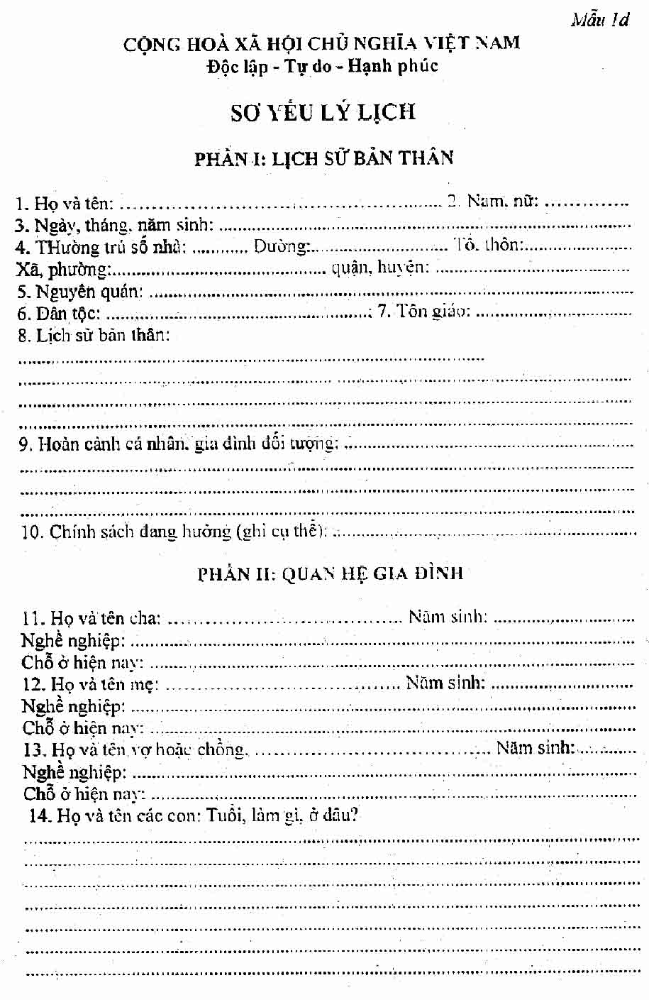 Mẫu 1d
CỘNG HOÀ XÃ HỘI CHỦ NGHĨA VIỆT NAM
Độc lập - Tự do - Hạnh phúc
SƠ YẾU LÝ LỊCH
PHẦN I: LỊCH SỬ BẢN THÂN
1. Họ và tên: .................................................... 2. Nam, nữ: ..............
3. Ngày, tháng, năm sinh: ....................................................................
4. THường trú số nhà: ........... Đường:........................... Tổ, thôn:.....................
Xã, phường:........................................ quận, huyện: ..............................
5. Nguyên quán: ..............................................................................
6. Dân tộc: ................................................; 7. Tôn giáo: .........................
8. Lịch sử bản thân:
..............................................................................
..............................................................................................
..............................................................................................
..............................................................................................
9. Hoàn cảnh cá nhân, gia đình đối tượng: ..................................................
..............................................................................................
..............................................................................................
..............................................................................................
10. Chính sách đang hưởng (ghi cụ thể): ..................................................
PHẦN II: QUAN HỆ GIA ĐÌNH
11. Họ và tên cha: ...................................... Năm sinh: ........................
Nghề nghiệp: ................................................................................
Chỗ ở hiện nay: ..............................................................................
12. Họ và tên mẹ: ...................................... Năm sinh: ........................
Nghề nghiệp: ................................................................................
Chỗ ở hiện nay: ..............................................................................
13. Họ và tên vợ hoặc chồng. ...................................... Năm sinh:..........
Nghề nghiệp: ................................................................................
Chỗ ở hiện nay: ..............................................................................
14. Họ và tên các con: Tuổi, làm gì, ở đâu?
..............................................................................................
..............................................................................................
..............................................................................................
..............................................................................................
..............................................................................................
..............................................................................................
..............................................................................................